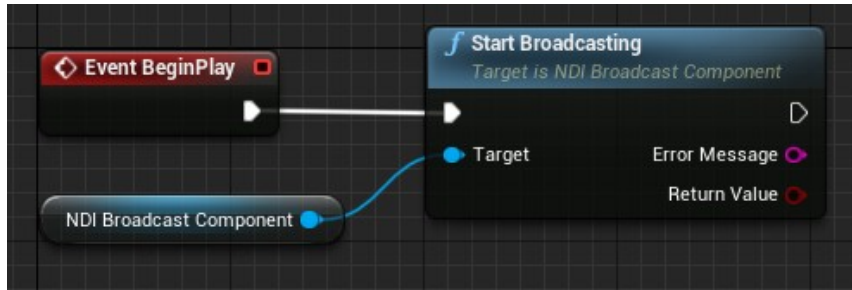 Event BeginPlay
f Start Broadcasting
Target is NDI Broadcast Component
Target
Error Message
Return Value
NDI Broadcast Component